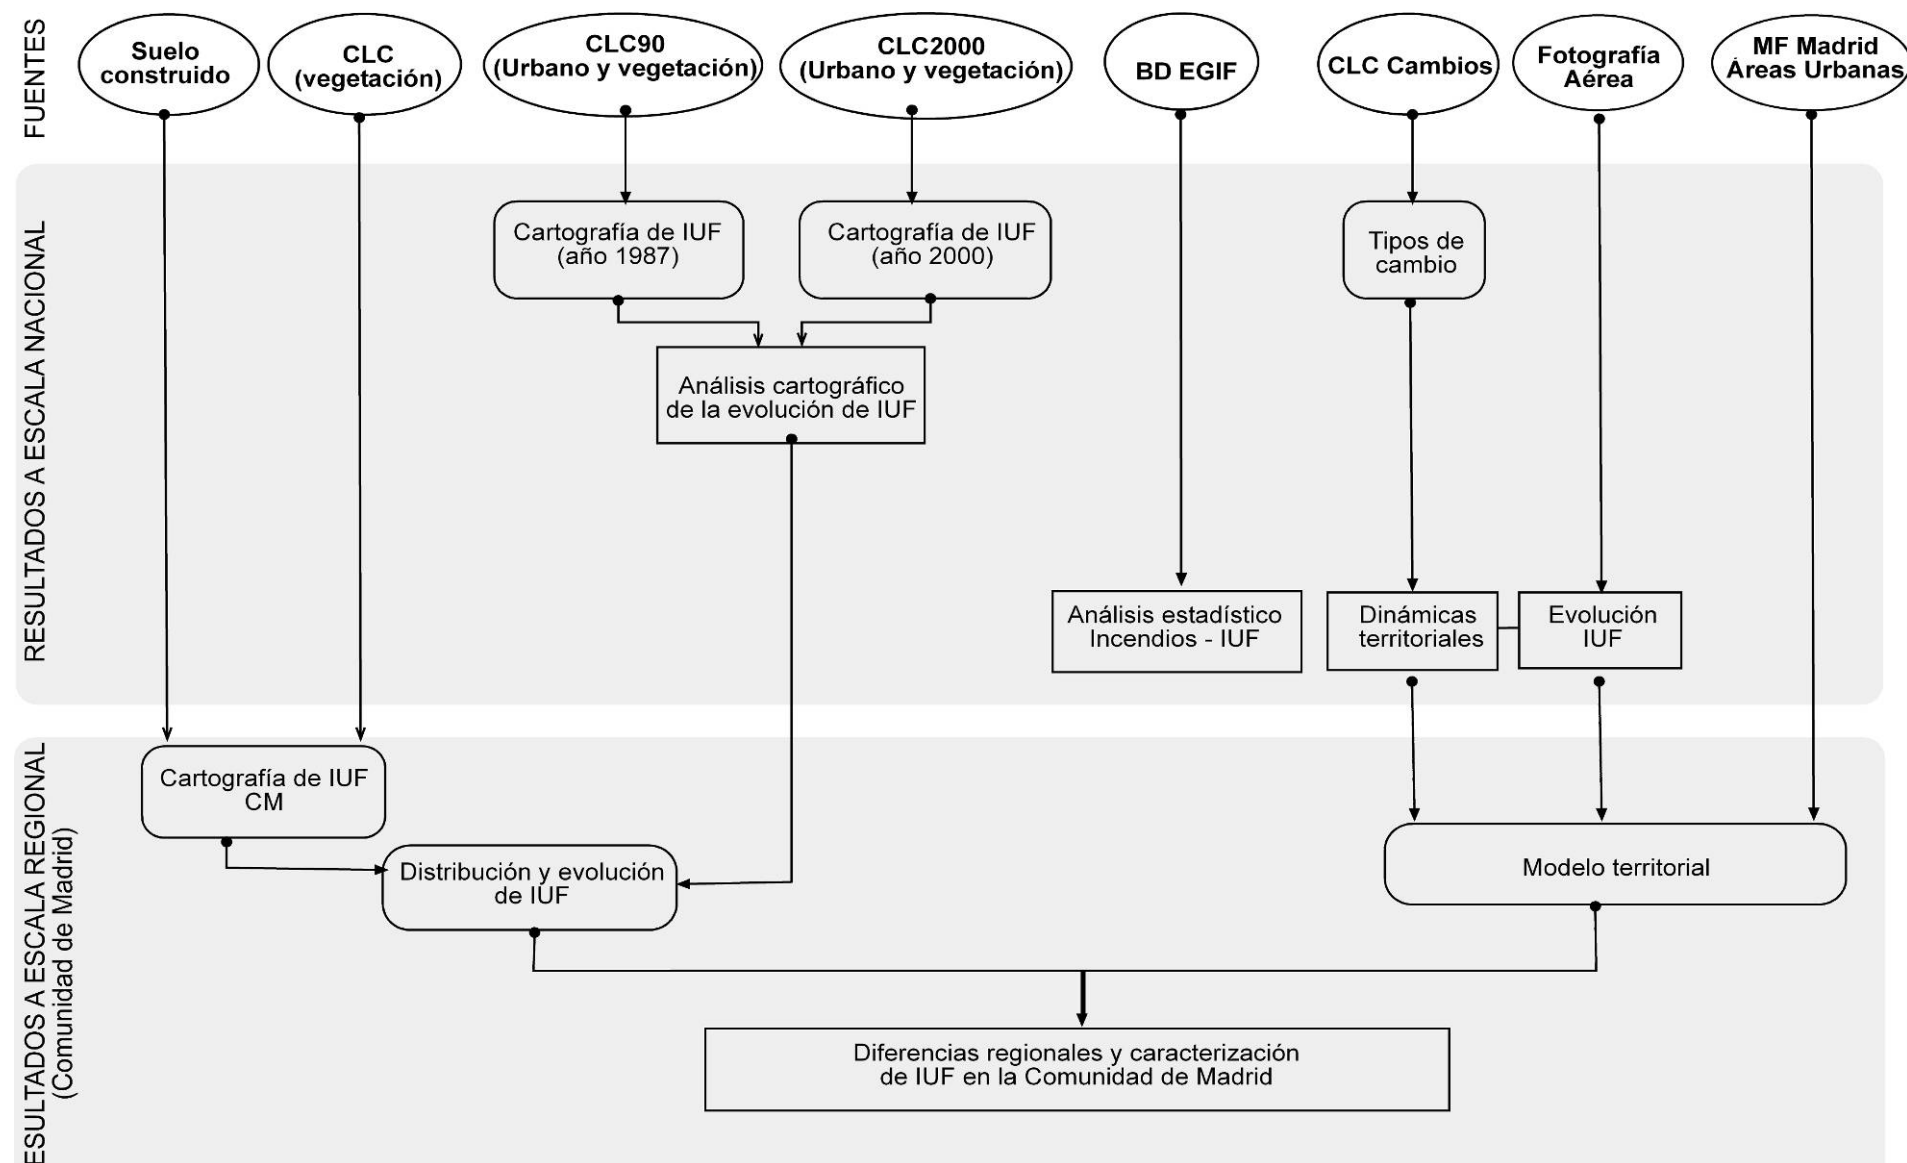 FUENTES
Suelo
construido
CLC
(vegetación)
CLC90
(Urbano y vegetación)
CLC2000
(Urbano y vegetación)
BD EGIF
CLC Cambios
Fotografía
Aérea
MF Madrid
Áreas Urbanas
RESULTADOS A ESCALA NACIONAL
Cartografía de IUF
(año 1987)
Cartografía de IUF
(año 2000)
Tipos de
cambio
Análisis cartográfico
de la evolución de IUF
Análisis estadístico
Incendios - IUF
Dinámicas
territoriales
Evolución
IUF
ESULTADOS A ESCALA REGIONAL
(Comunidad de Madrid)
Cartografía de IUF
CM
Distribución y evolución
de IUF
Modelo territorial
Diferencias regionales y caracterización
de IUF en la Comunidad de Madrid